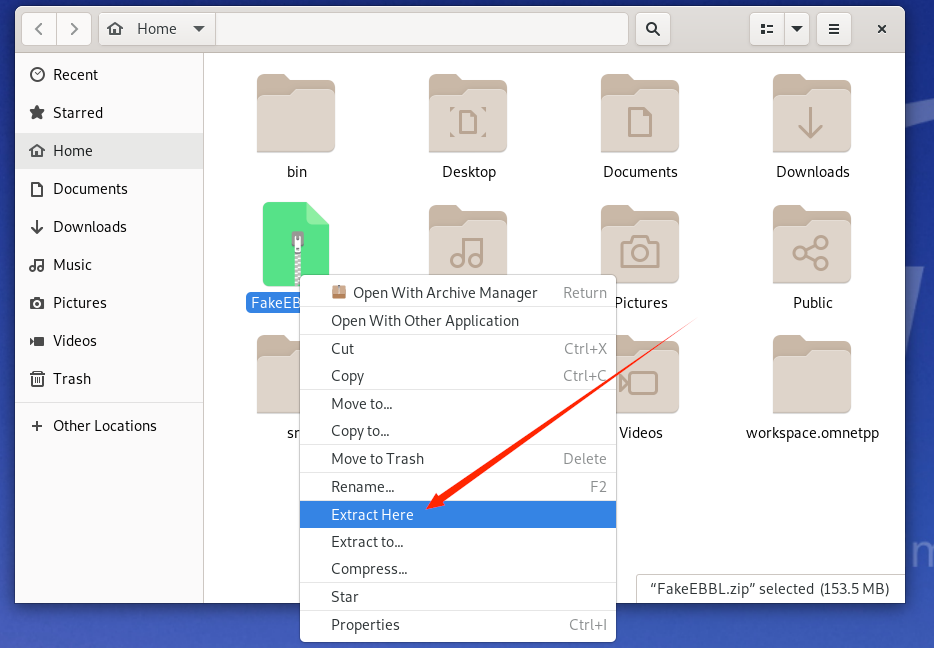 Home
Recent
Starred
Home
Documents
Downloads
Music
Pictures
Videos
Trash
Other Locations
bin
Desktop
Documents
Downloads
FakeEB
Pictures
Public
sr
Videos
workspace.omnetpp
Open With Archive Manager Return
Open With Other Application
Cut Ctrl+X
Copy Ctrl+C
Move to...
Copy to...
Move to Trash Delete
Rename... F2
Extract Here
Extract to...
Compress...
Star
Properties Ctrl+I
“FakeEBBL.zip” selected (153.5 MB)